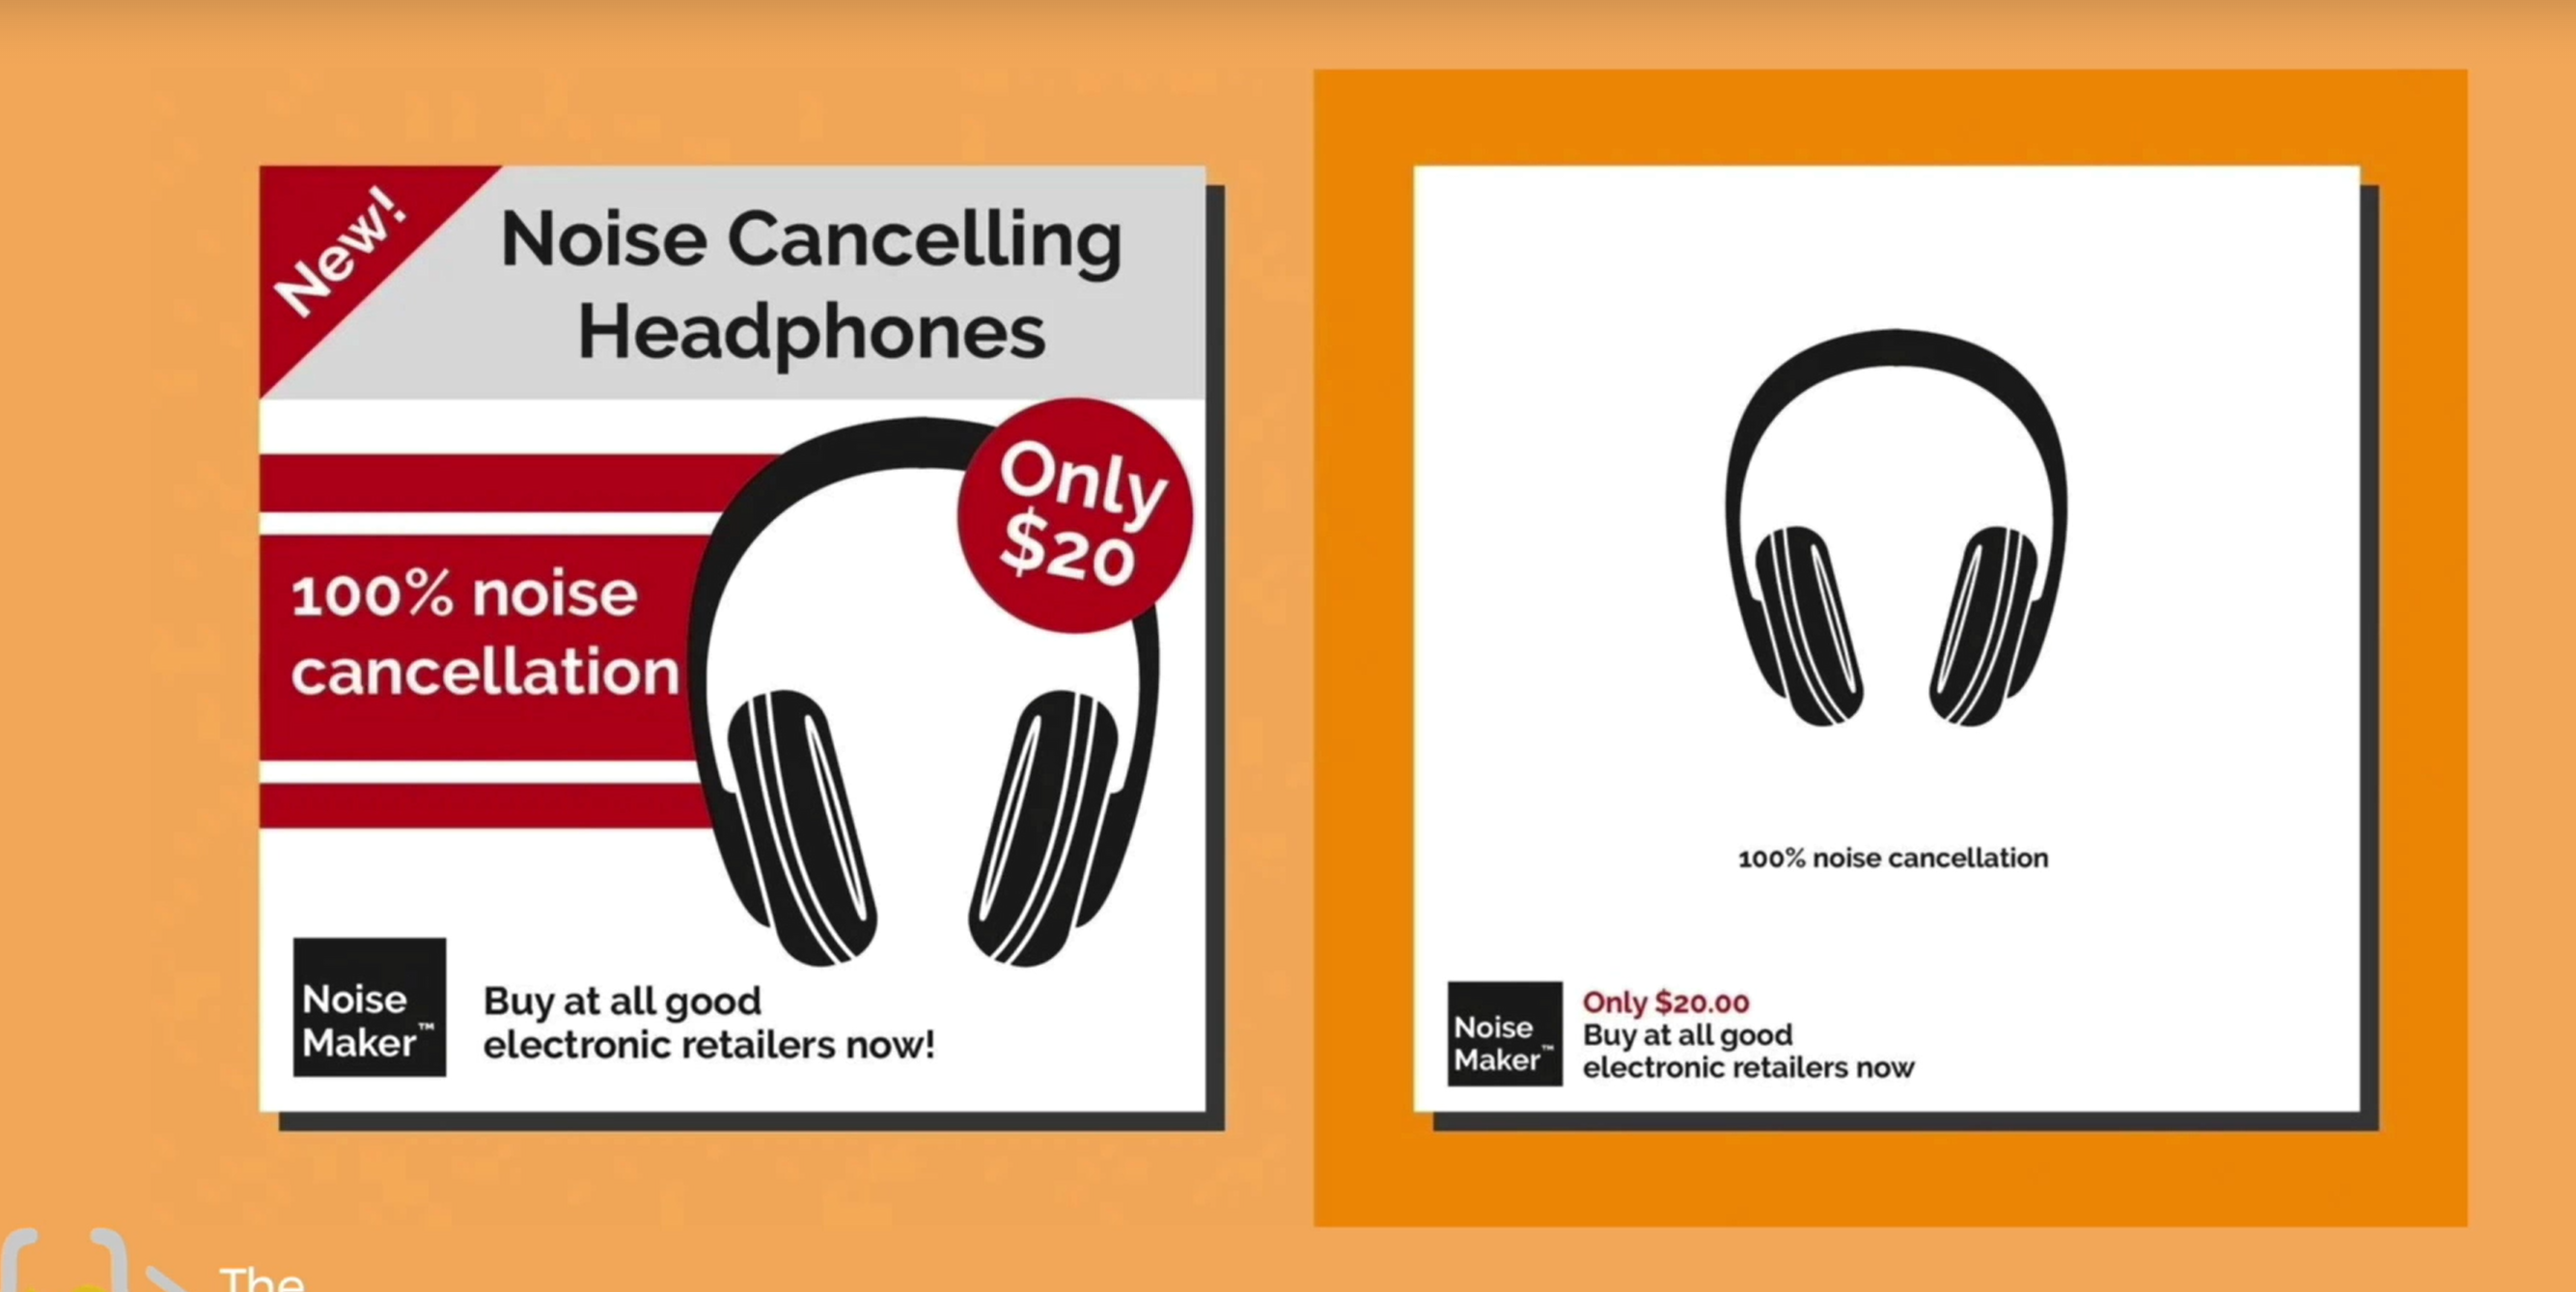 New!
Noise Cancelling
Headphones
Only
$20
100% noise
cancellation
Noise
Maker™
Buy at all good
electronic retailers now!
100% noise cancellation
Noise
Maker™
Only $20.00
Buy at all good
electronic retailers now
The